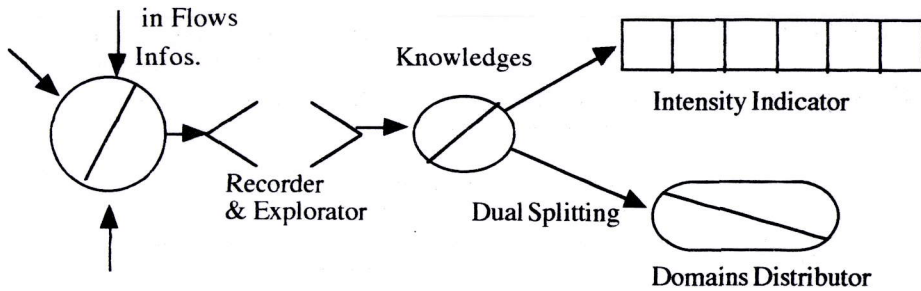 in Flows
Infos.
Knowledges
Intensity Indicator
Recorder
& Explorator
Dual Splitting
Domains Distributor